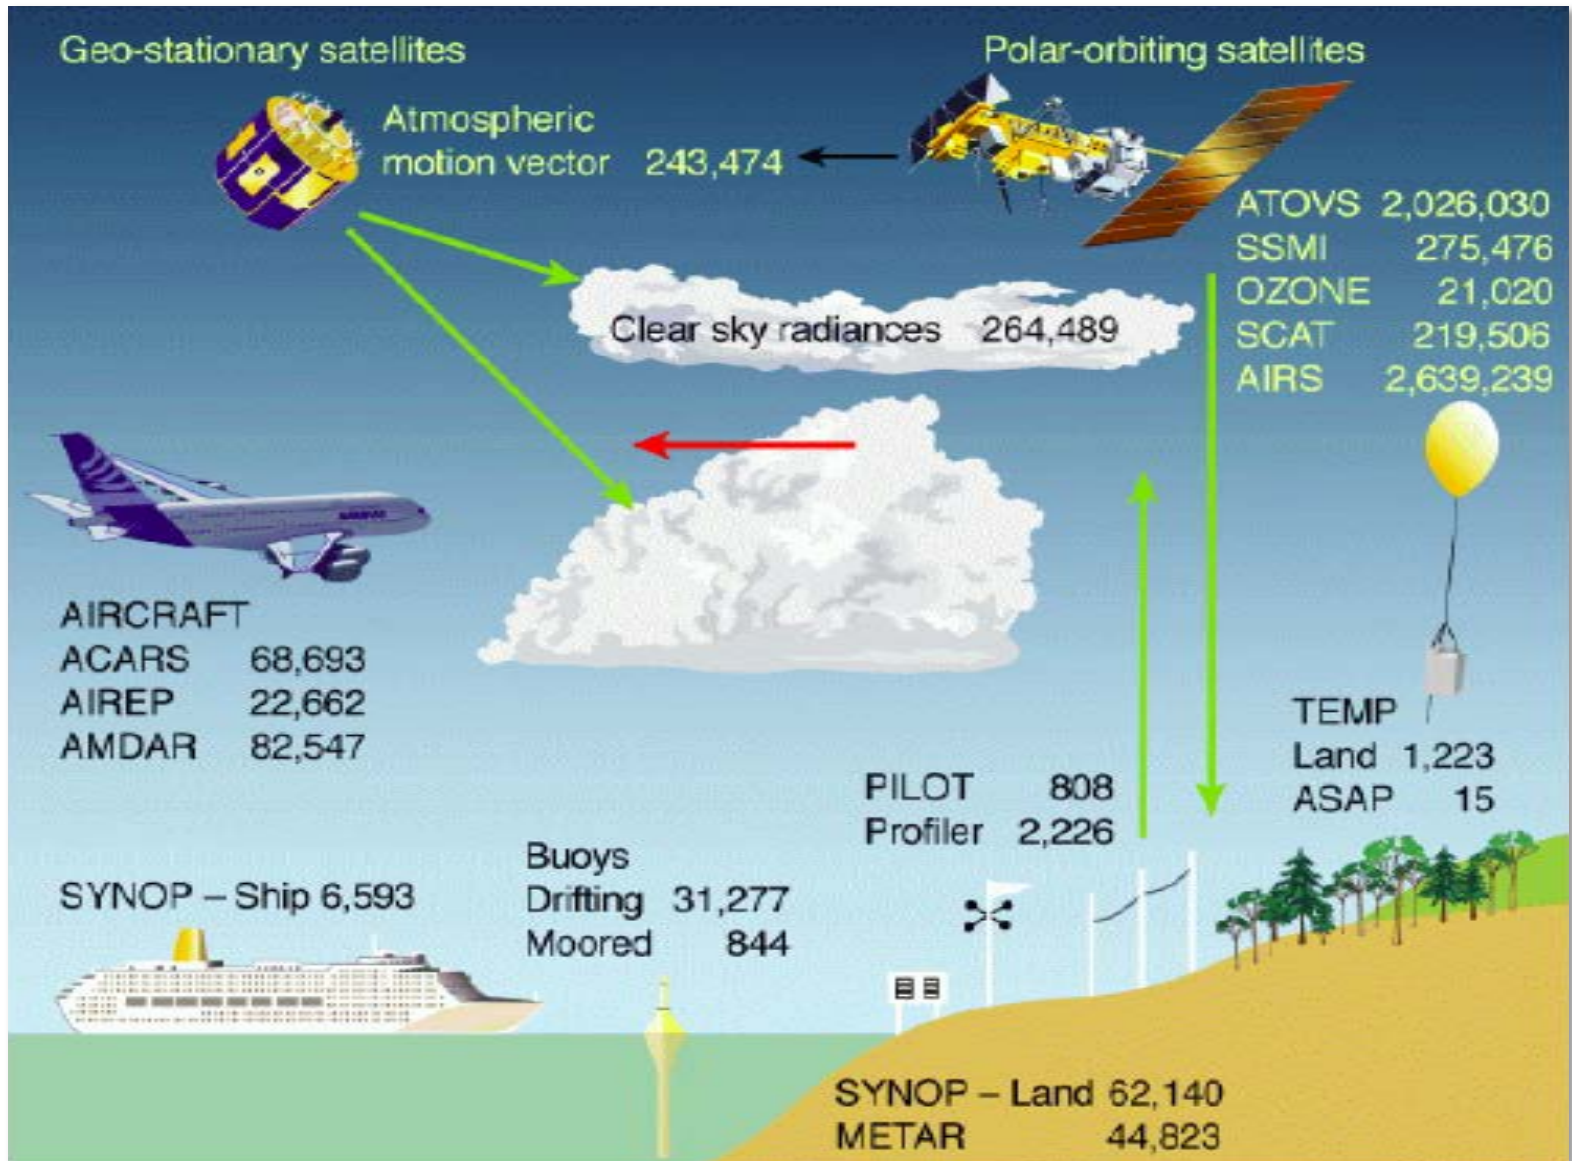 Geo-stationary satellites
Polar-orbiting satellites
Atmospheric
motion vector 243,474
ATOVS 2,026,030
SSMI 275,476
OZONE 21,020
SCAT 219,506
AIRS 2,639,239
Clear sky radiances 264,489
AIRCRAFT
ACARS 68,693
AIREP 22,662
AMDAR 82,547
TEMP
Land 1,223
ASAP 15
PILOT 808
Profiler 2,226
Buoys
Drifting 31,277
Moored 844
SYNOP – Ship 6,593
SYNOP – Land 62,140
METAR 44,823